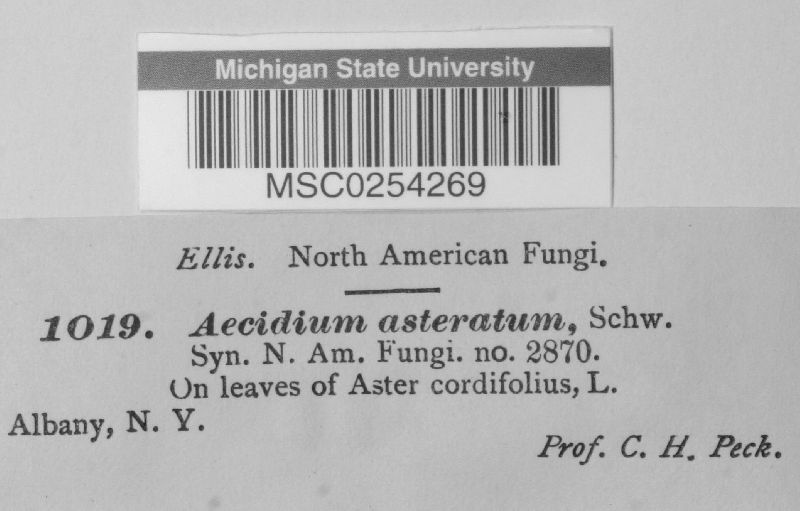 Michigan State University
MSC0254269
Ellis. North American Fungi.
1019. Aecidium asteratum, Schw.
Syn. N. Am. Fungi. no. 2870.
On leaves of Aster cordifolius, L.
Albany, N. Y.
Prof. C. H. Peck.